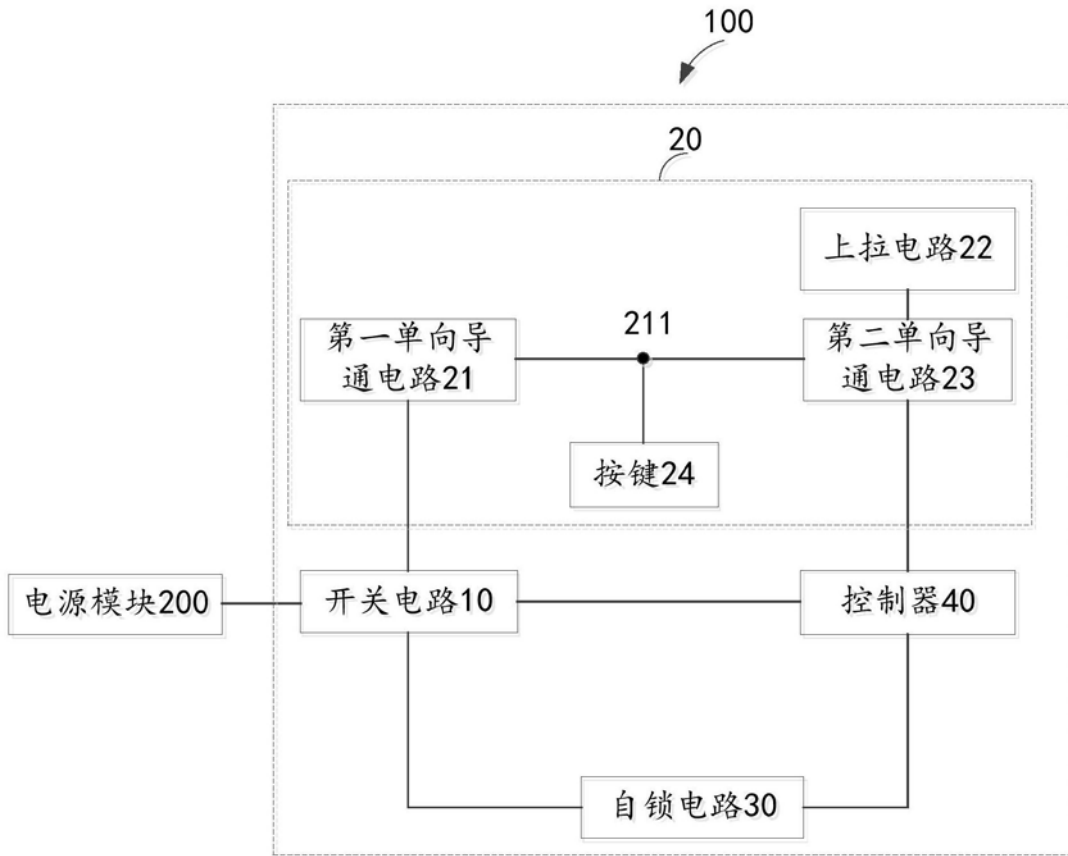 100
20
上拉电路22
第一单向导
通电路21
211
第二单向导
通电路23
按键24
电源模块200
开关电路10
控制器40
自锁电路30